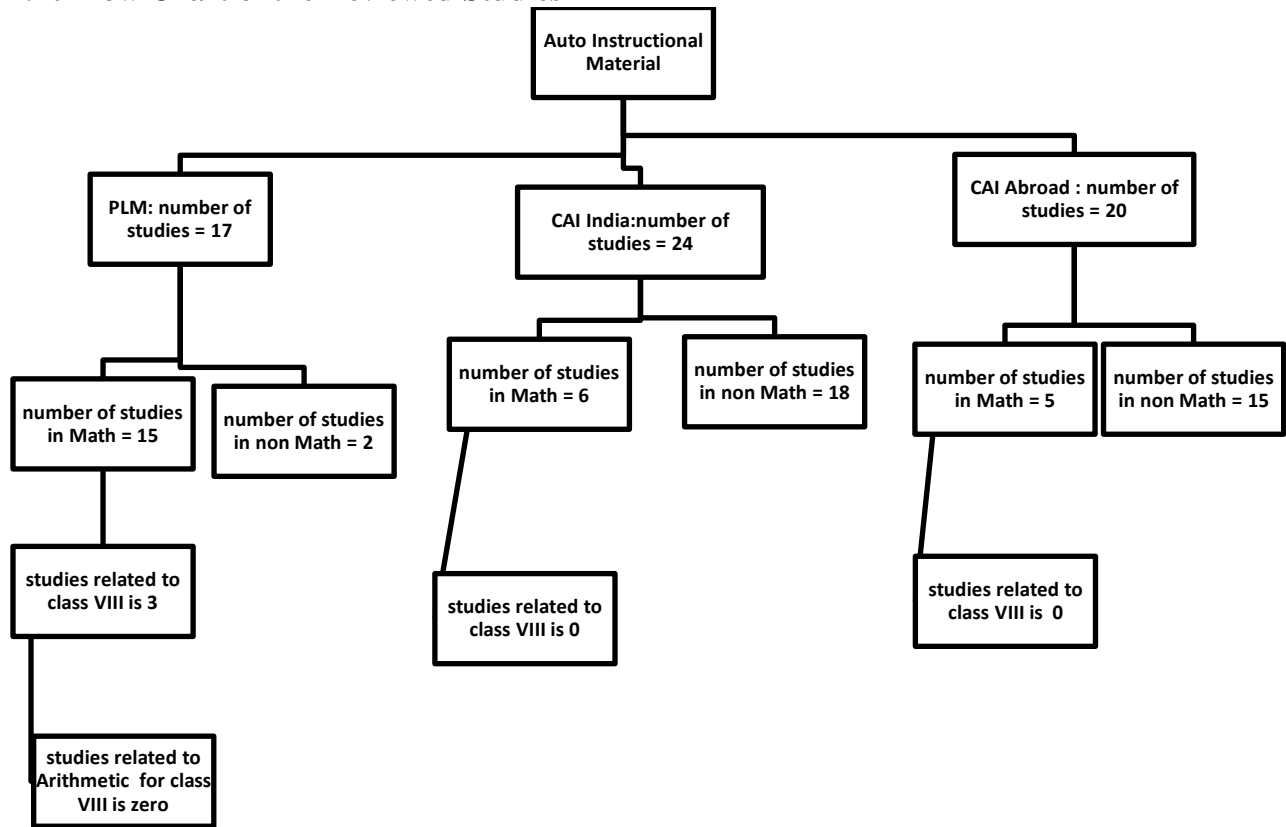 Auto Instructional
Material
PLM: number of
studies = 17
CAI India:number of
studies = 24
CAI Abroad : number of
studies = 20
number of studies
in Math = 15
number of studies
in non Math = 2
number of studies
in Math = 6
number of studies
in non Math = 18
number of studies
in Math = 5
number of studies
in non Math = 15
studies related to
class VIII is 3
studies related to
class VIII is 0
studies related to
class VIII is 0
studies related to
Arithmetic for class
VIII is zero